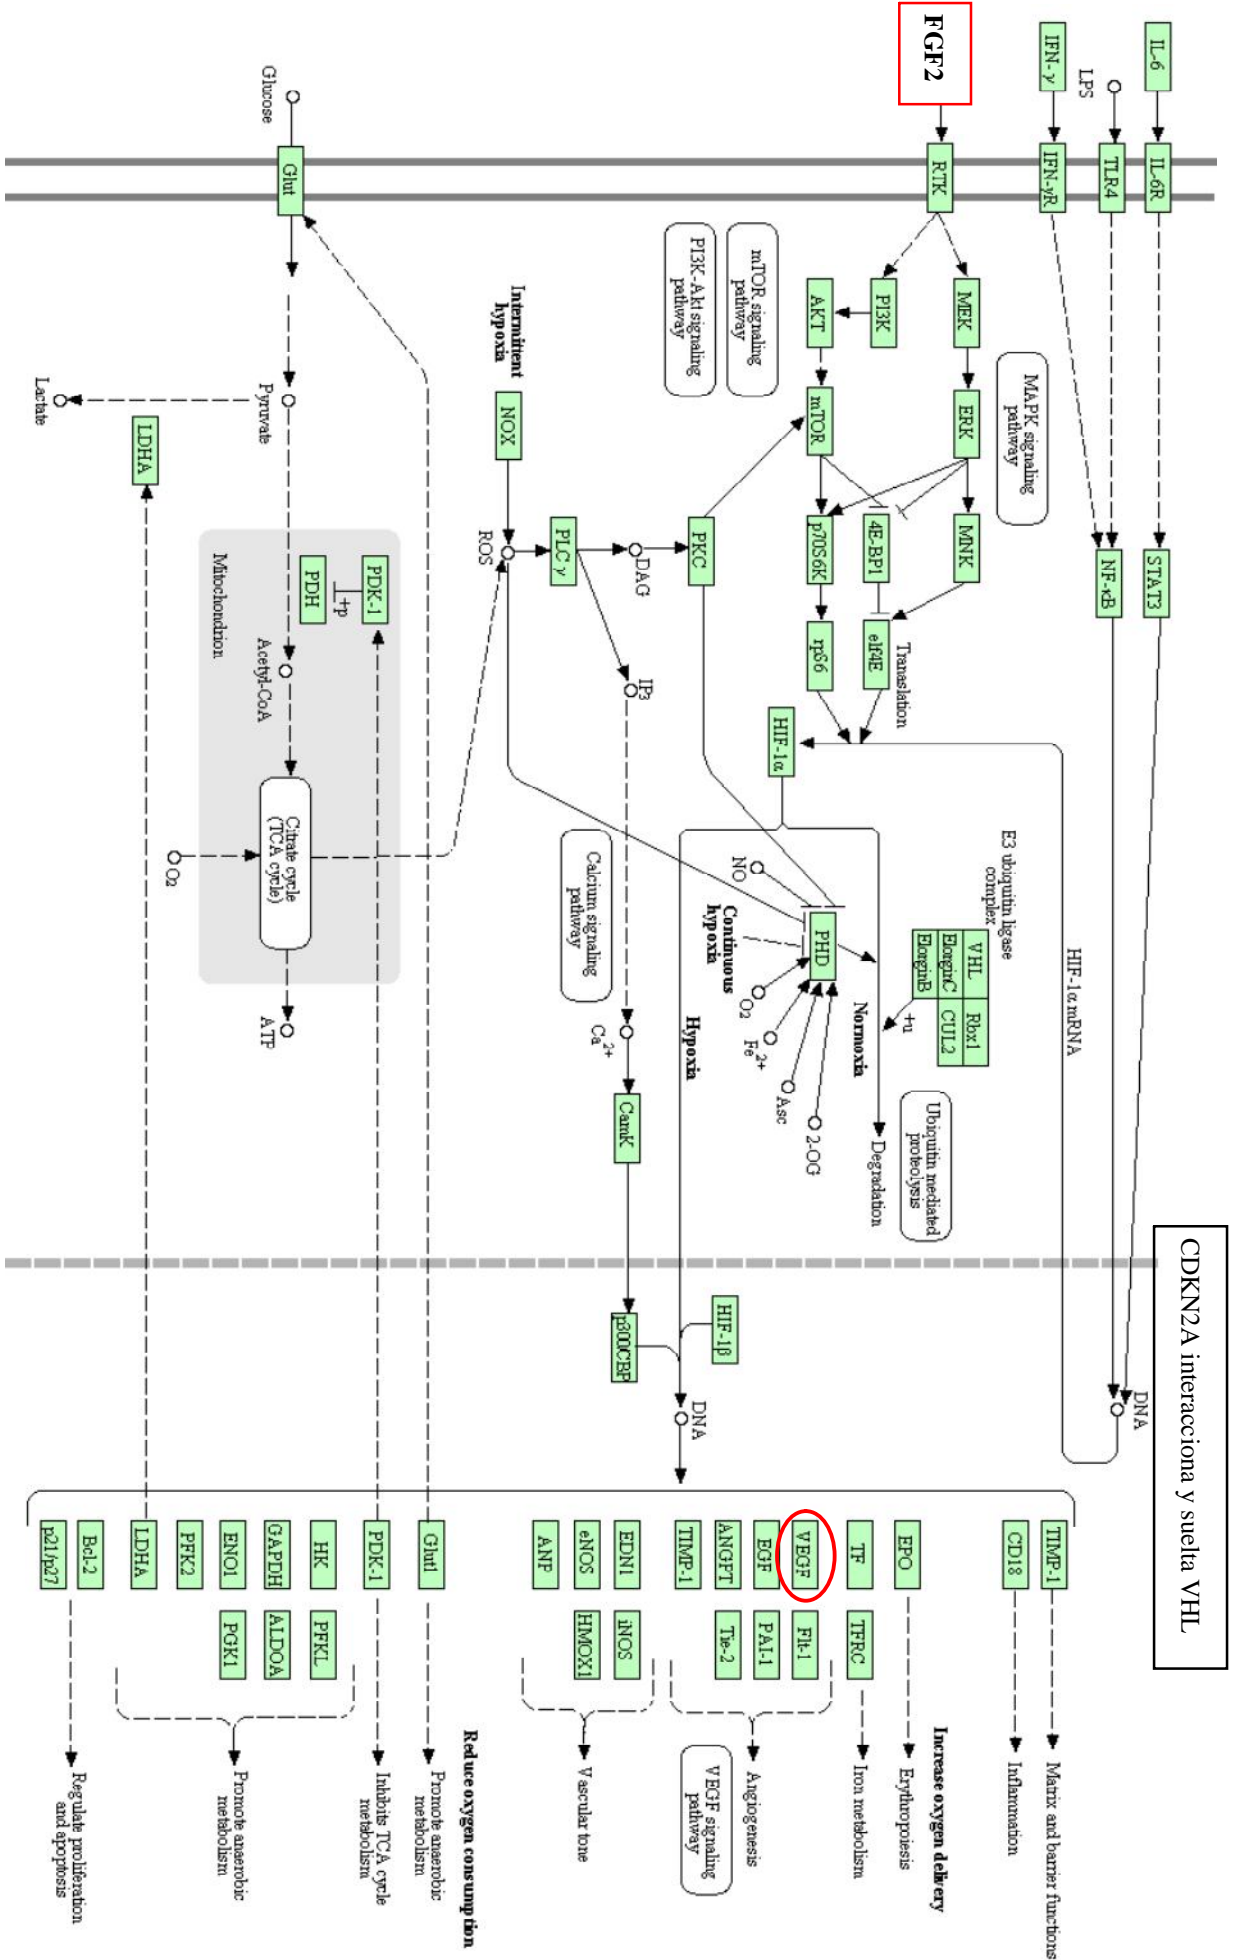 CDKN2A interacciona y suelta VHL
IL-6
IL-6R
STAT3
DNA
LPS
TLR4
NF-κB
IFN-γ
IFN-γR
HIF-1α mRNA
FGF2
RTK
MEK
ERK
MNK
MAPK signaling
pathway
PI3K
4E-BP1
eIF4E
Tranaslation
AKT
mTOR
p70S6K
rpS6
mTOR signaling
pathway
PI3K-Akt signaling
pathway
HIF-1α
E3 ubiquitin ligase
complex
VHL
Rbx1
ElonginC
CUL2
ElonginB
+u
Ubiquitin mediated
proteolysis
Normoxia
Degradation
PHD
NO
Continuous
hypoxia
O2
Fe2+
Asc
2-OG
Hypoxia
HIF-1β
p300/CBP
DNA
Intermittent
hypoxia
NOX
ROS
PLCγ
DAG
PKC
IP3
Calcium signaling
pathway
Ca2+
CamK
Glucose
Glut
Pyruvate
Lactate
LDHA
Mitochondrion
PDK-1
+p
PDH
Acetyl-CoA
Citrate cycle
(TCA cycle)
O2
ATP
TIMP-1
Matrix and barrier functions
CD18
Inflammation
Increase oxygen delivery
EPO
Erythropoiesis
TF
TFRC
Iron metabolism
VEGF
Flt-1
EGF
PAI-1
Angiogenesis
ANGPT
Tie-2
TIMP-1
VEGF signaling
pathway
EDN1
iNOS
eNOS
HMOX1
Vascular tone
ANP
Reduce oxygen consumption
Glut1
Promote anaerobic
metabolism
PDK-1
Inhibits TCA cycle
metabolism
HK
PFKL
GAPDH
ALDOA
ENO1
PGK1
PFK2
LDHA
Promote anaerobic
metabolism
Bcl-2
p21/p27
Regulate proliferation
and apoptosis